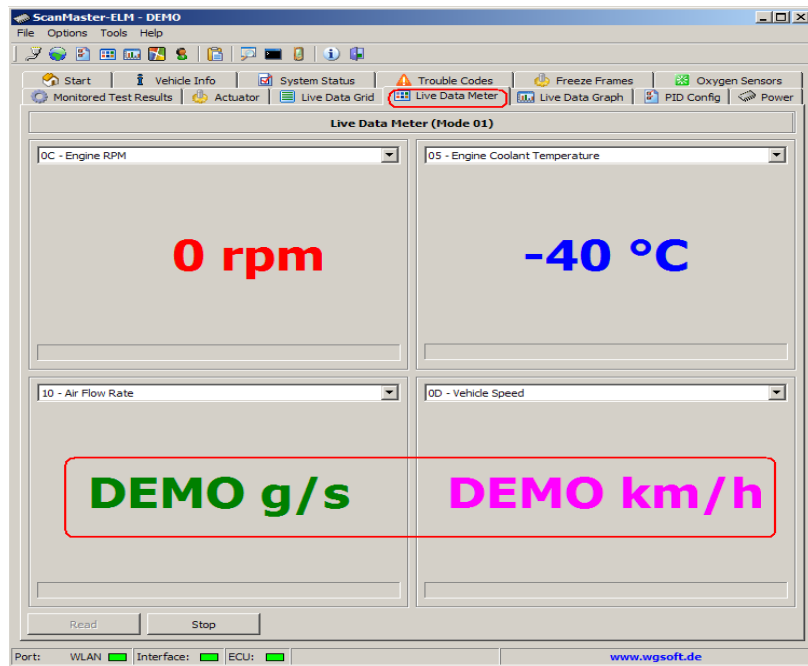 ScanMaster-ELM - DEMO
File Options Tools Help
Start Vehicle Info System Status Trouble Codes Freeze Frames Oxygen Sensors
Monitored Test Results Actuator Live Data Grid Live Data Meter Live Data Graph PID Config Power
Live Data Meter (Mode 01)
0C - Engine RPM 05 - Engine Coolant Temperature
0 rpm -40 °C
10 - Air Flow Rate 0D - Vehicle Speed
DEMO g/s DEMO km/h
Read Stop
Port: WLAN Interface: ECU: www.wgsoft.de